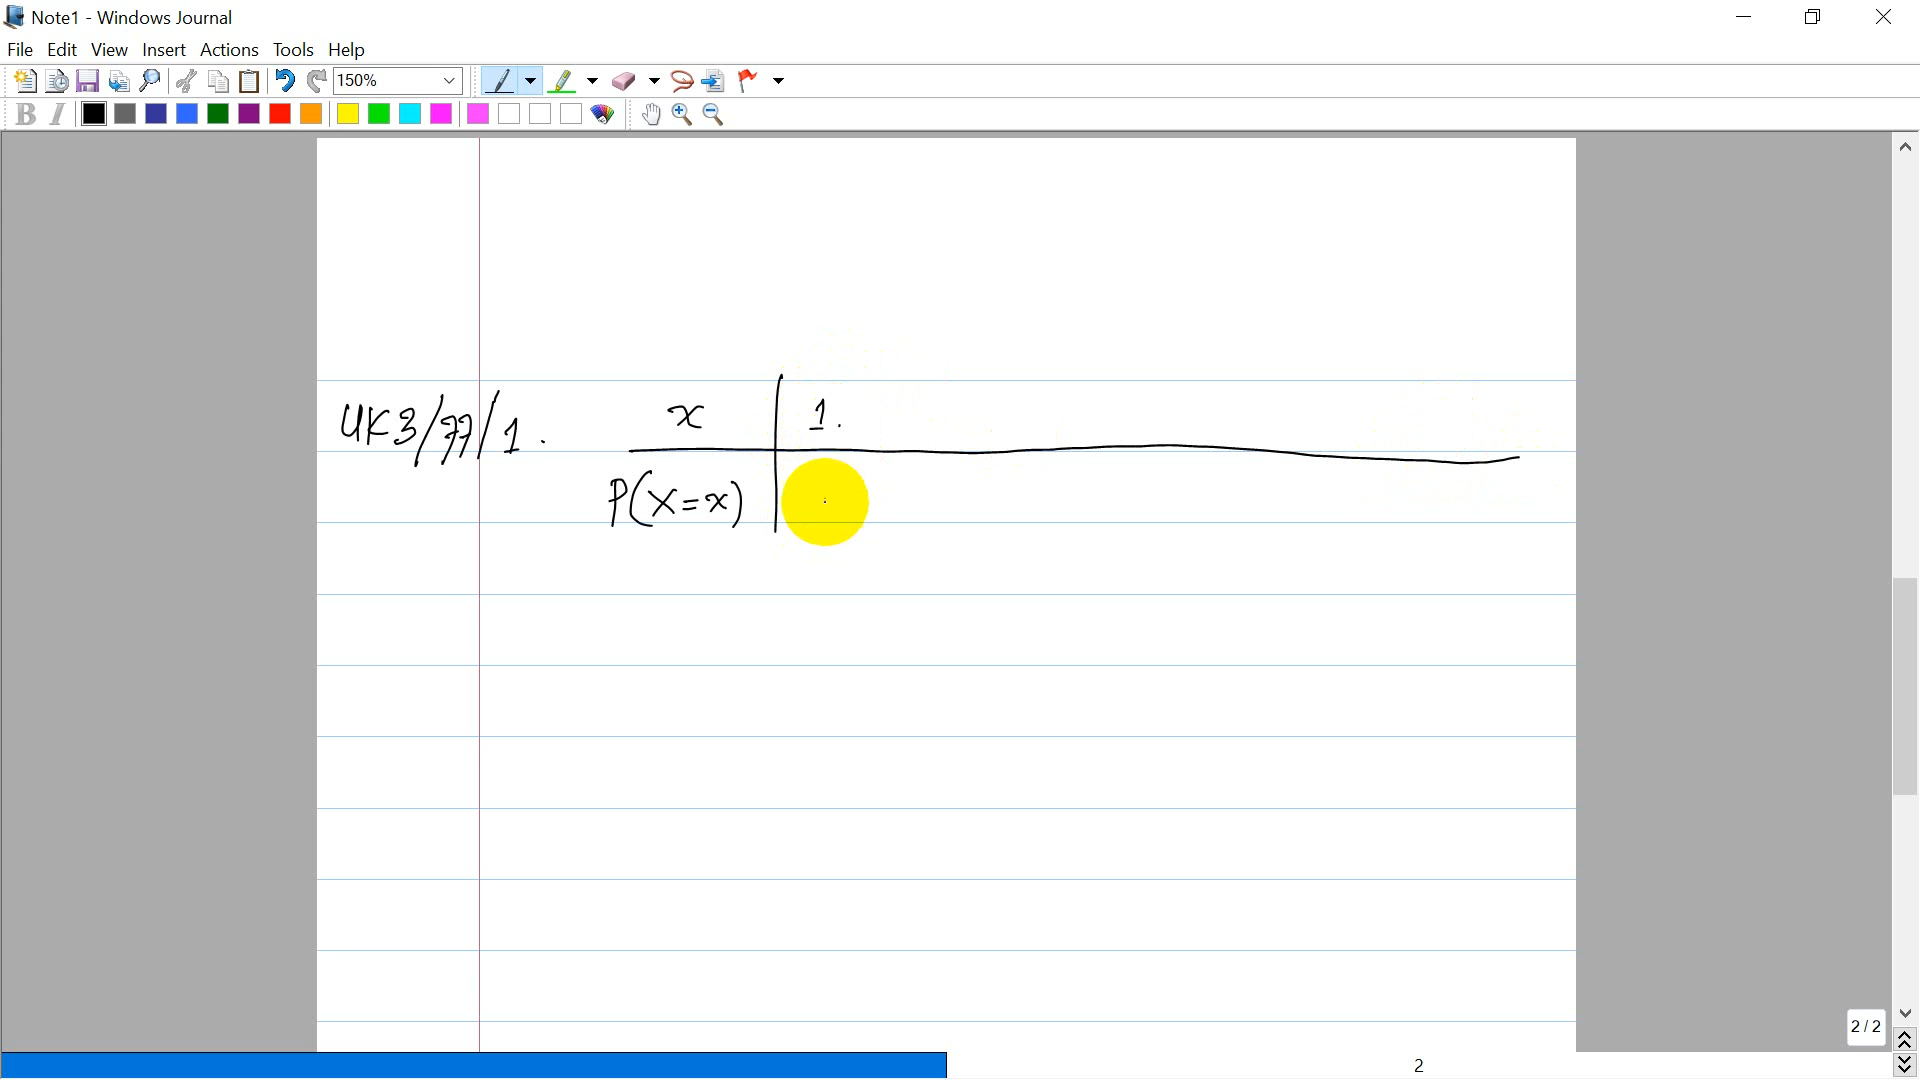 Note1 - Windows Journal
File Edit View Insert Actions Tools Help
150%
B I
UK3/77/1. x 1.
P(X=x)
2/2
2